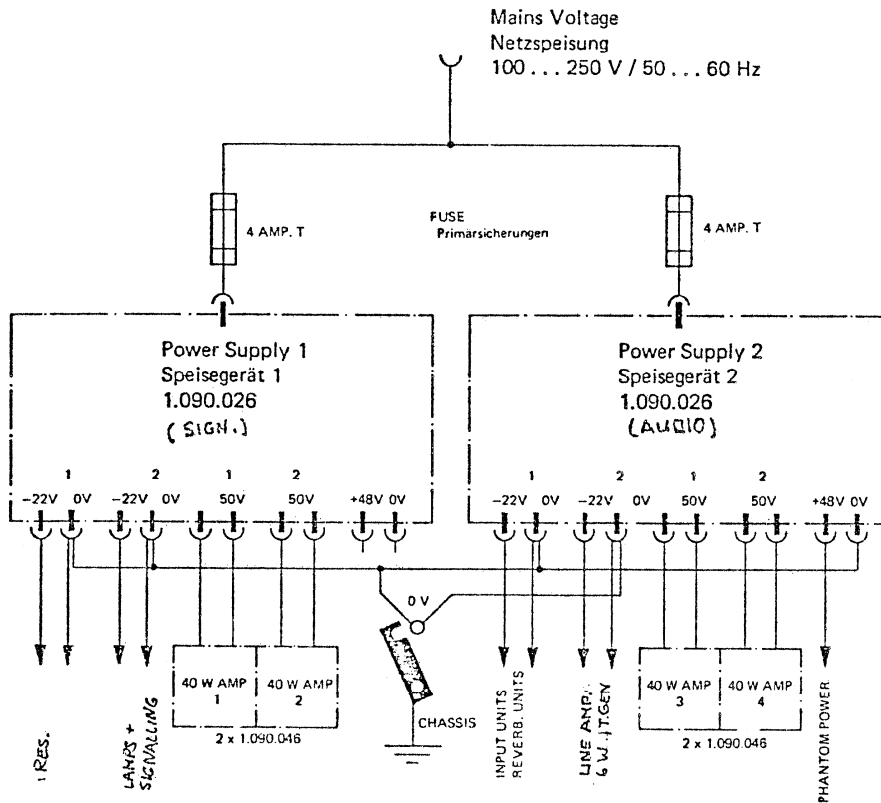 Mains Voltage
Netzspeisung
100 ... 250 V / 50 ... 60 Hz
4 AMP. T
FUSE
Primärsicherungen
4 AMP. T
Power Supply 1
Speisegerät 1
1.090.026
(SIGN.)
Power Supply 2
Speisegerät 2
1.090.026
(AUDIO)
1 2 1 2
-22V 0V -22V 0V 50V 50V +48V 0V
1 2 1 2
-22V 0V -22V 0V 50V 50V +48V 0V
0 V
RES.
LAMPS +
SIGNALLING
40 W AMP
1
40 W AMP
2
2 x 1.090.046
CHASSIS
INPUT UNITS
REVERB. UNITS
LINE AMP.
6 W. T.GEN
40 W AMP
3
40 W AMP
4
2 x 1.090.046
PHANTOM POWER